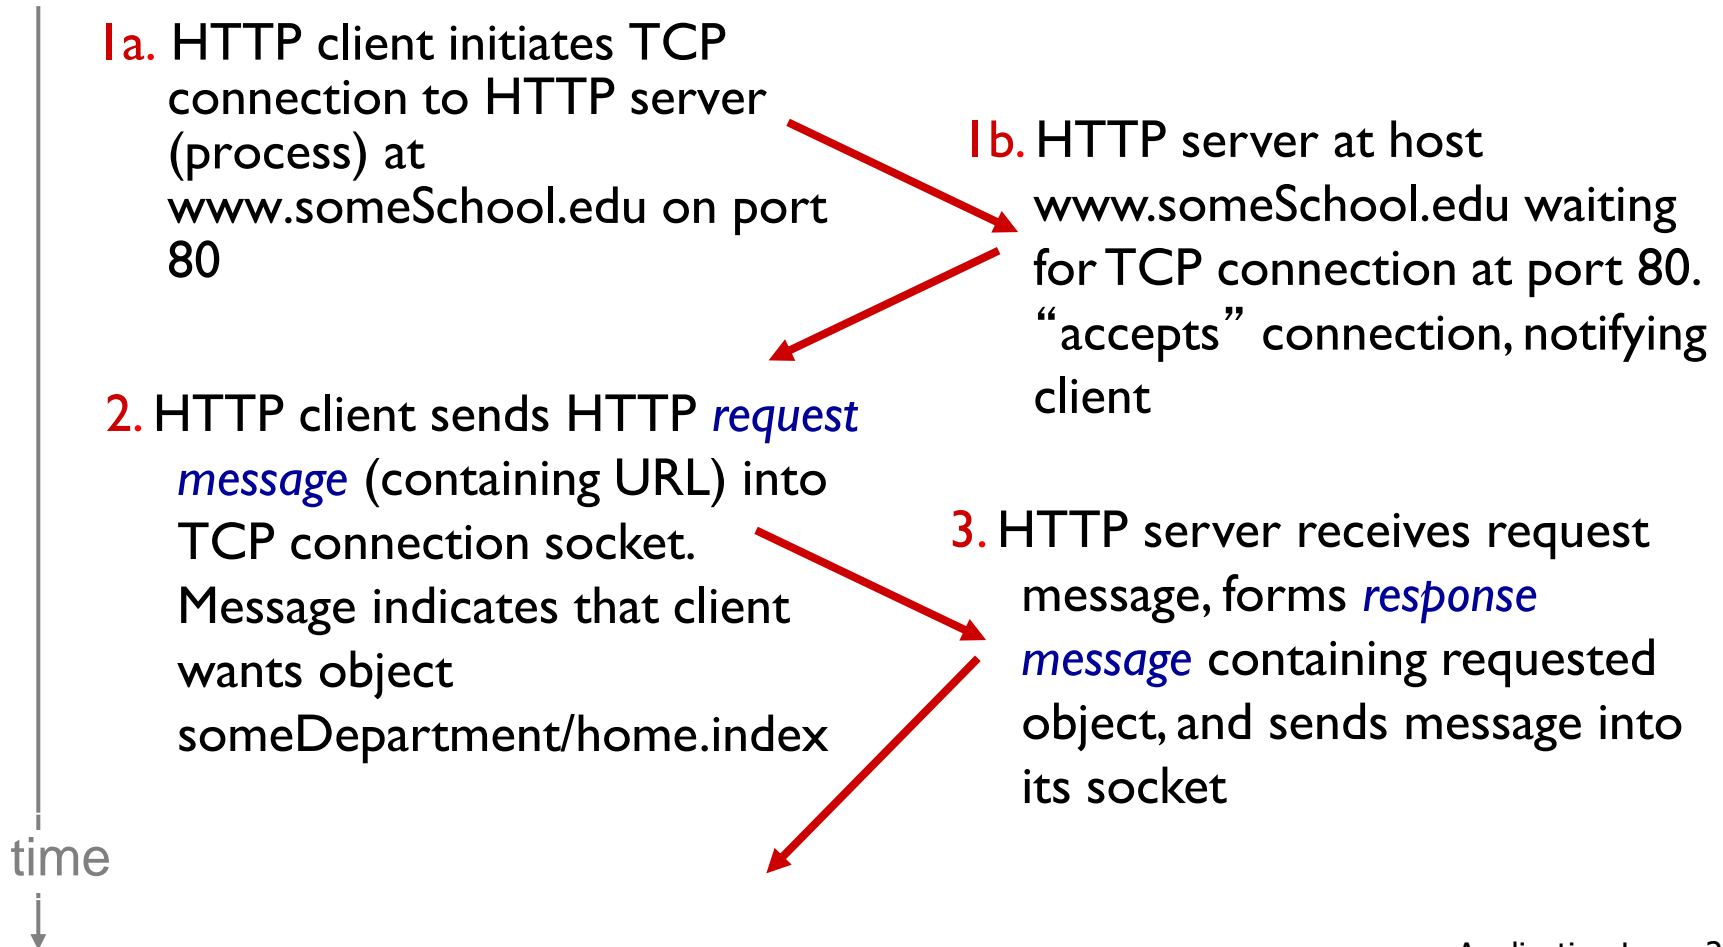 1a. HTTP client initiates TCP
connection to HTTP server
(process) at
www.someSchool.edu on port
80
1b. HTTP server at host
www.someSchool.edu waiting
for TCP connection at port 80.
“accepts” connection, notifying
client
2. HTTP client sends HTTP request
message (containing URL) into
TCP connection socket.
Message indicates that client
wants object
someDepartment/home.index
3. HTTP server receives request
message, forms response
message containing requested
object, and sends message into
its socket
time